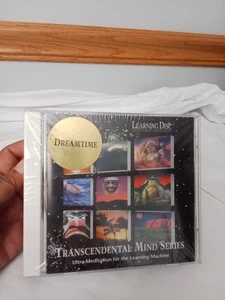 LEARNING DISC
DREAMTIME
TRANSCENDENTAL MIND SERIES
Ultra-Meditation for the Learning Machine